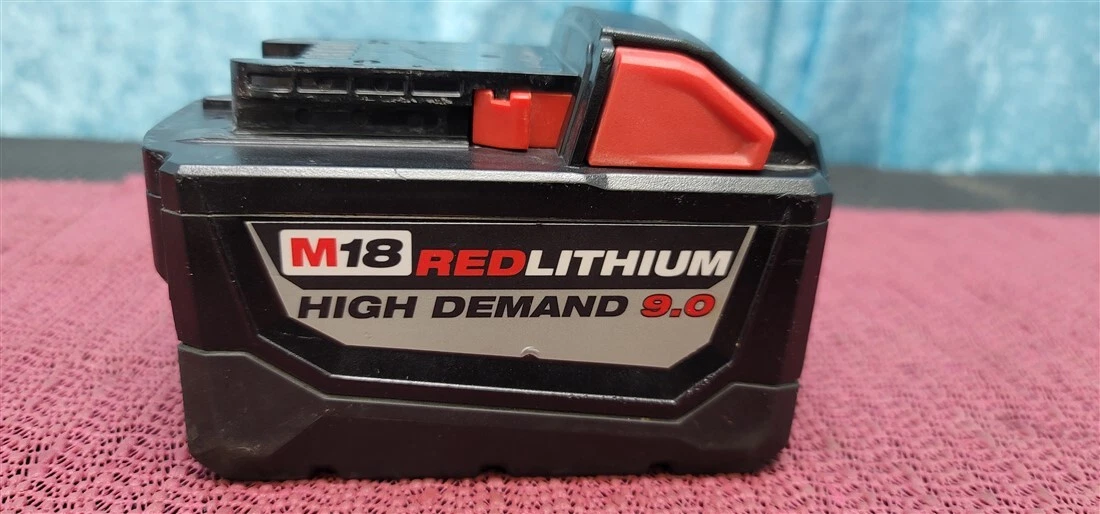 M18 REDLITHIUM
HIGH DEMAND 9.0